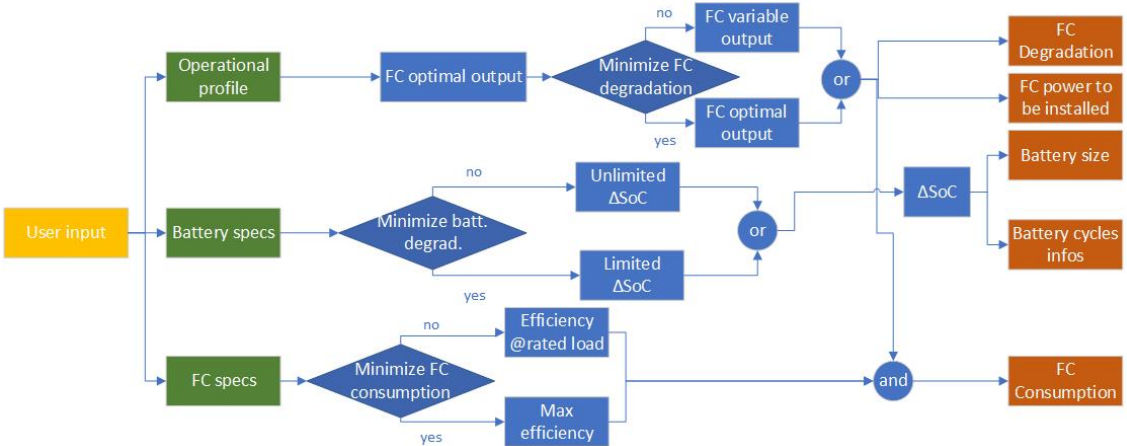 User input
Operational
profile
FC optimal output
Minimize FC
degradation
no
FC variable
output
yes
FC optimal
output
or
FC
Degradation
FC power to
be installed
Battery specs
Minimize batt.
degrad.
no
Unlimited
ΔSoC
yes
Limited
ΔSoC
or
ΔSoC
Battery size
Battery cycles
infos
FC specs
Minimize FC
consumption
no
Efficiency
@rated load
yes
Max
efficiency
and
FC
Consumption